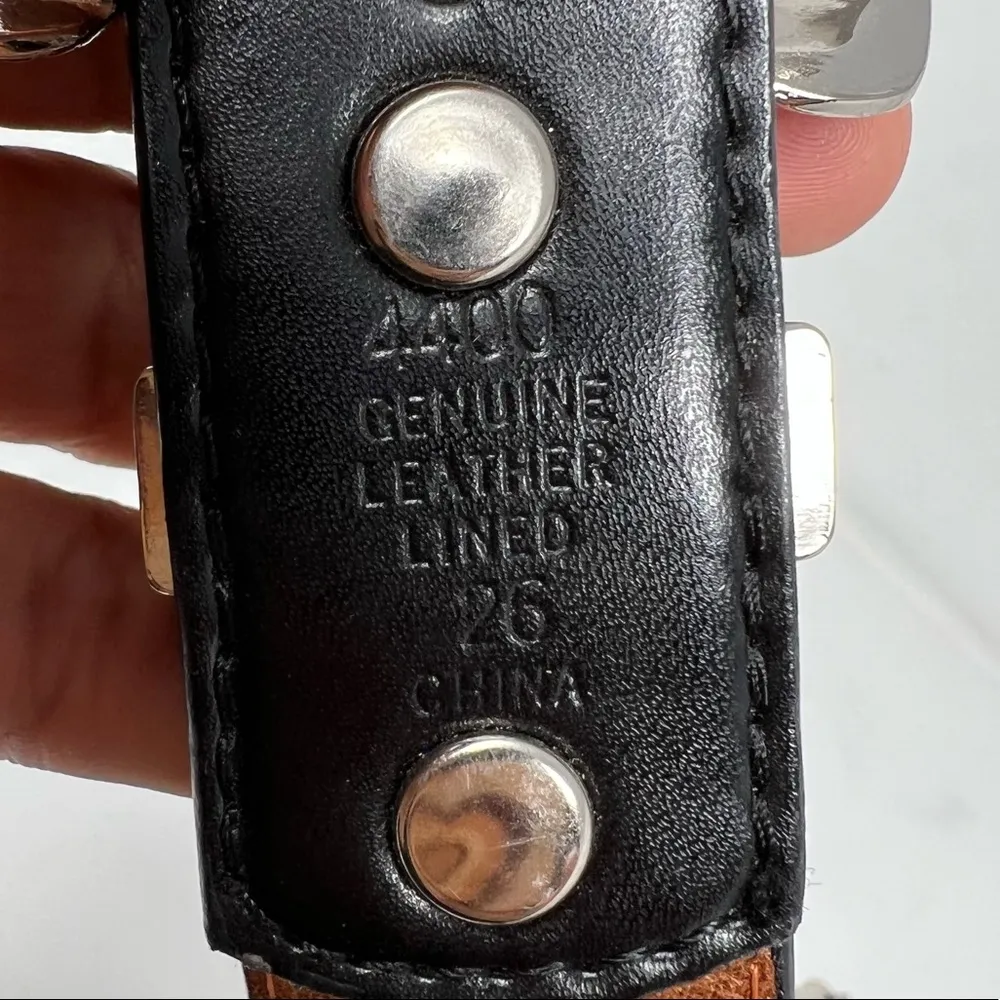 4400
GENUINE
LEATHER
LINED
26
CHINA